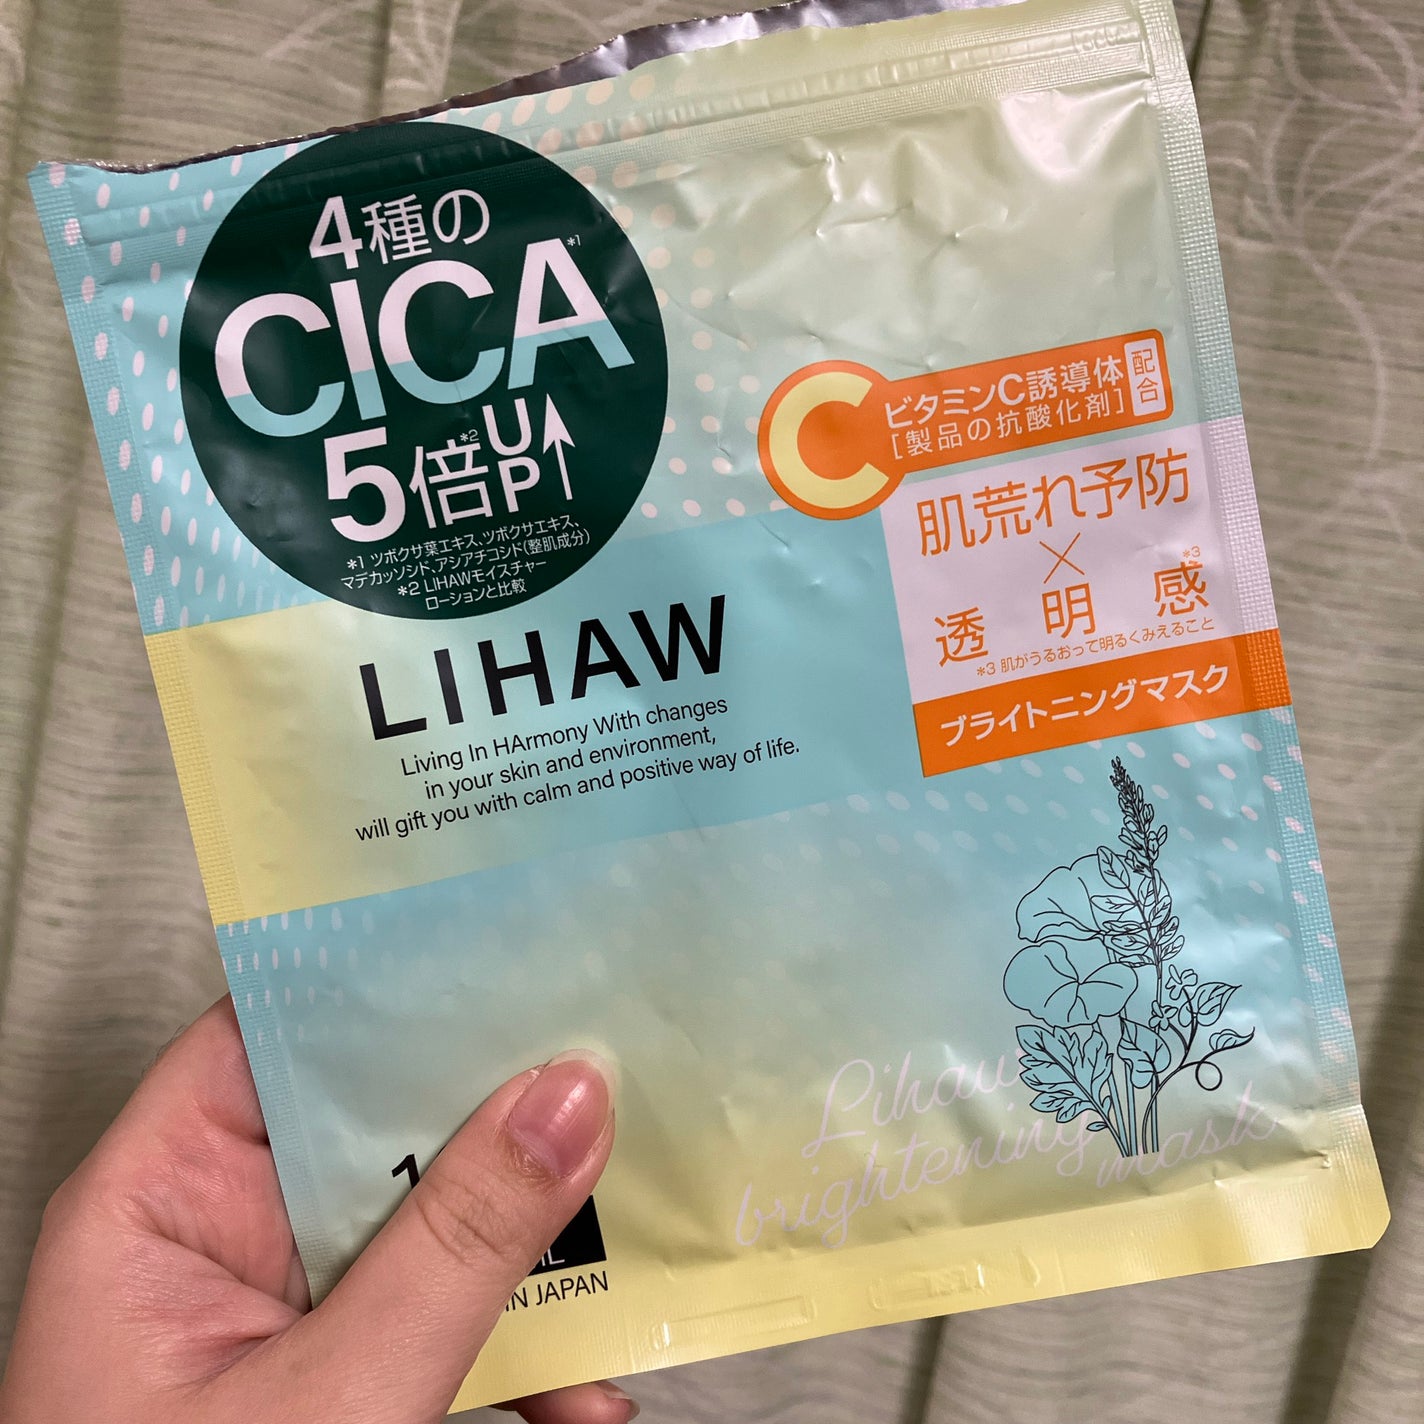 4種の
CICA*1
5倍*2UP
*1 ツボクサ葉エキス、ツボクサエキス、
マデカッソシド、アシアチコシド(整肌成分)
*2 LIHAWモイスチャー
ローションと比較
C
ビタミンC誘導体
[製品の抗酸化剤]
配合
肌荒れ予防
×
透明感*3
*3 肌がうるおって明るくみえること
ブライトニングマスク
LIHAW
Living In HArmony With changes
in your skin and environment,
will gift you with calm and positive way of life.
Lihaw
brightening mask
1
IN JAPAN